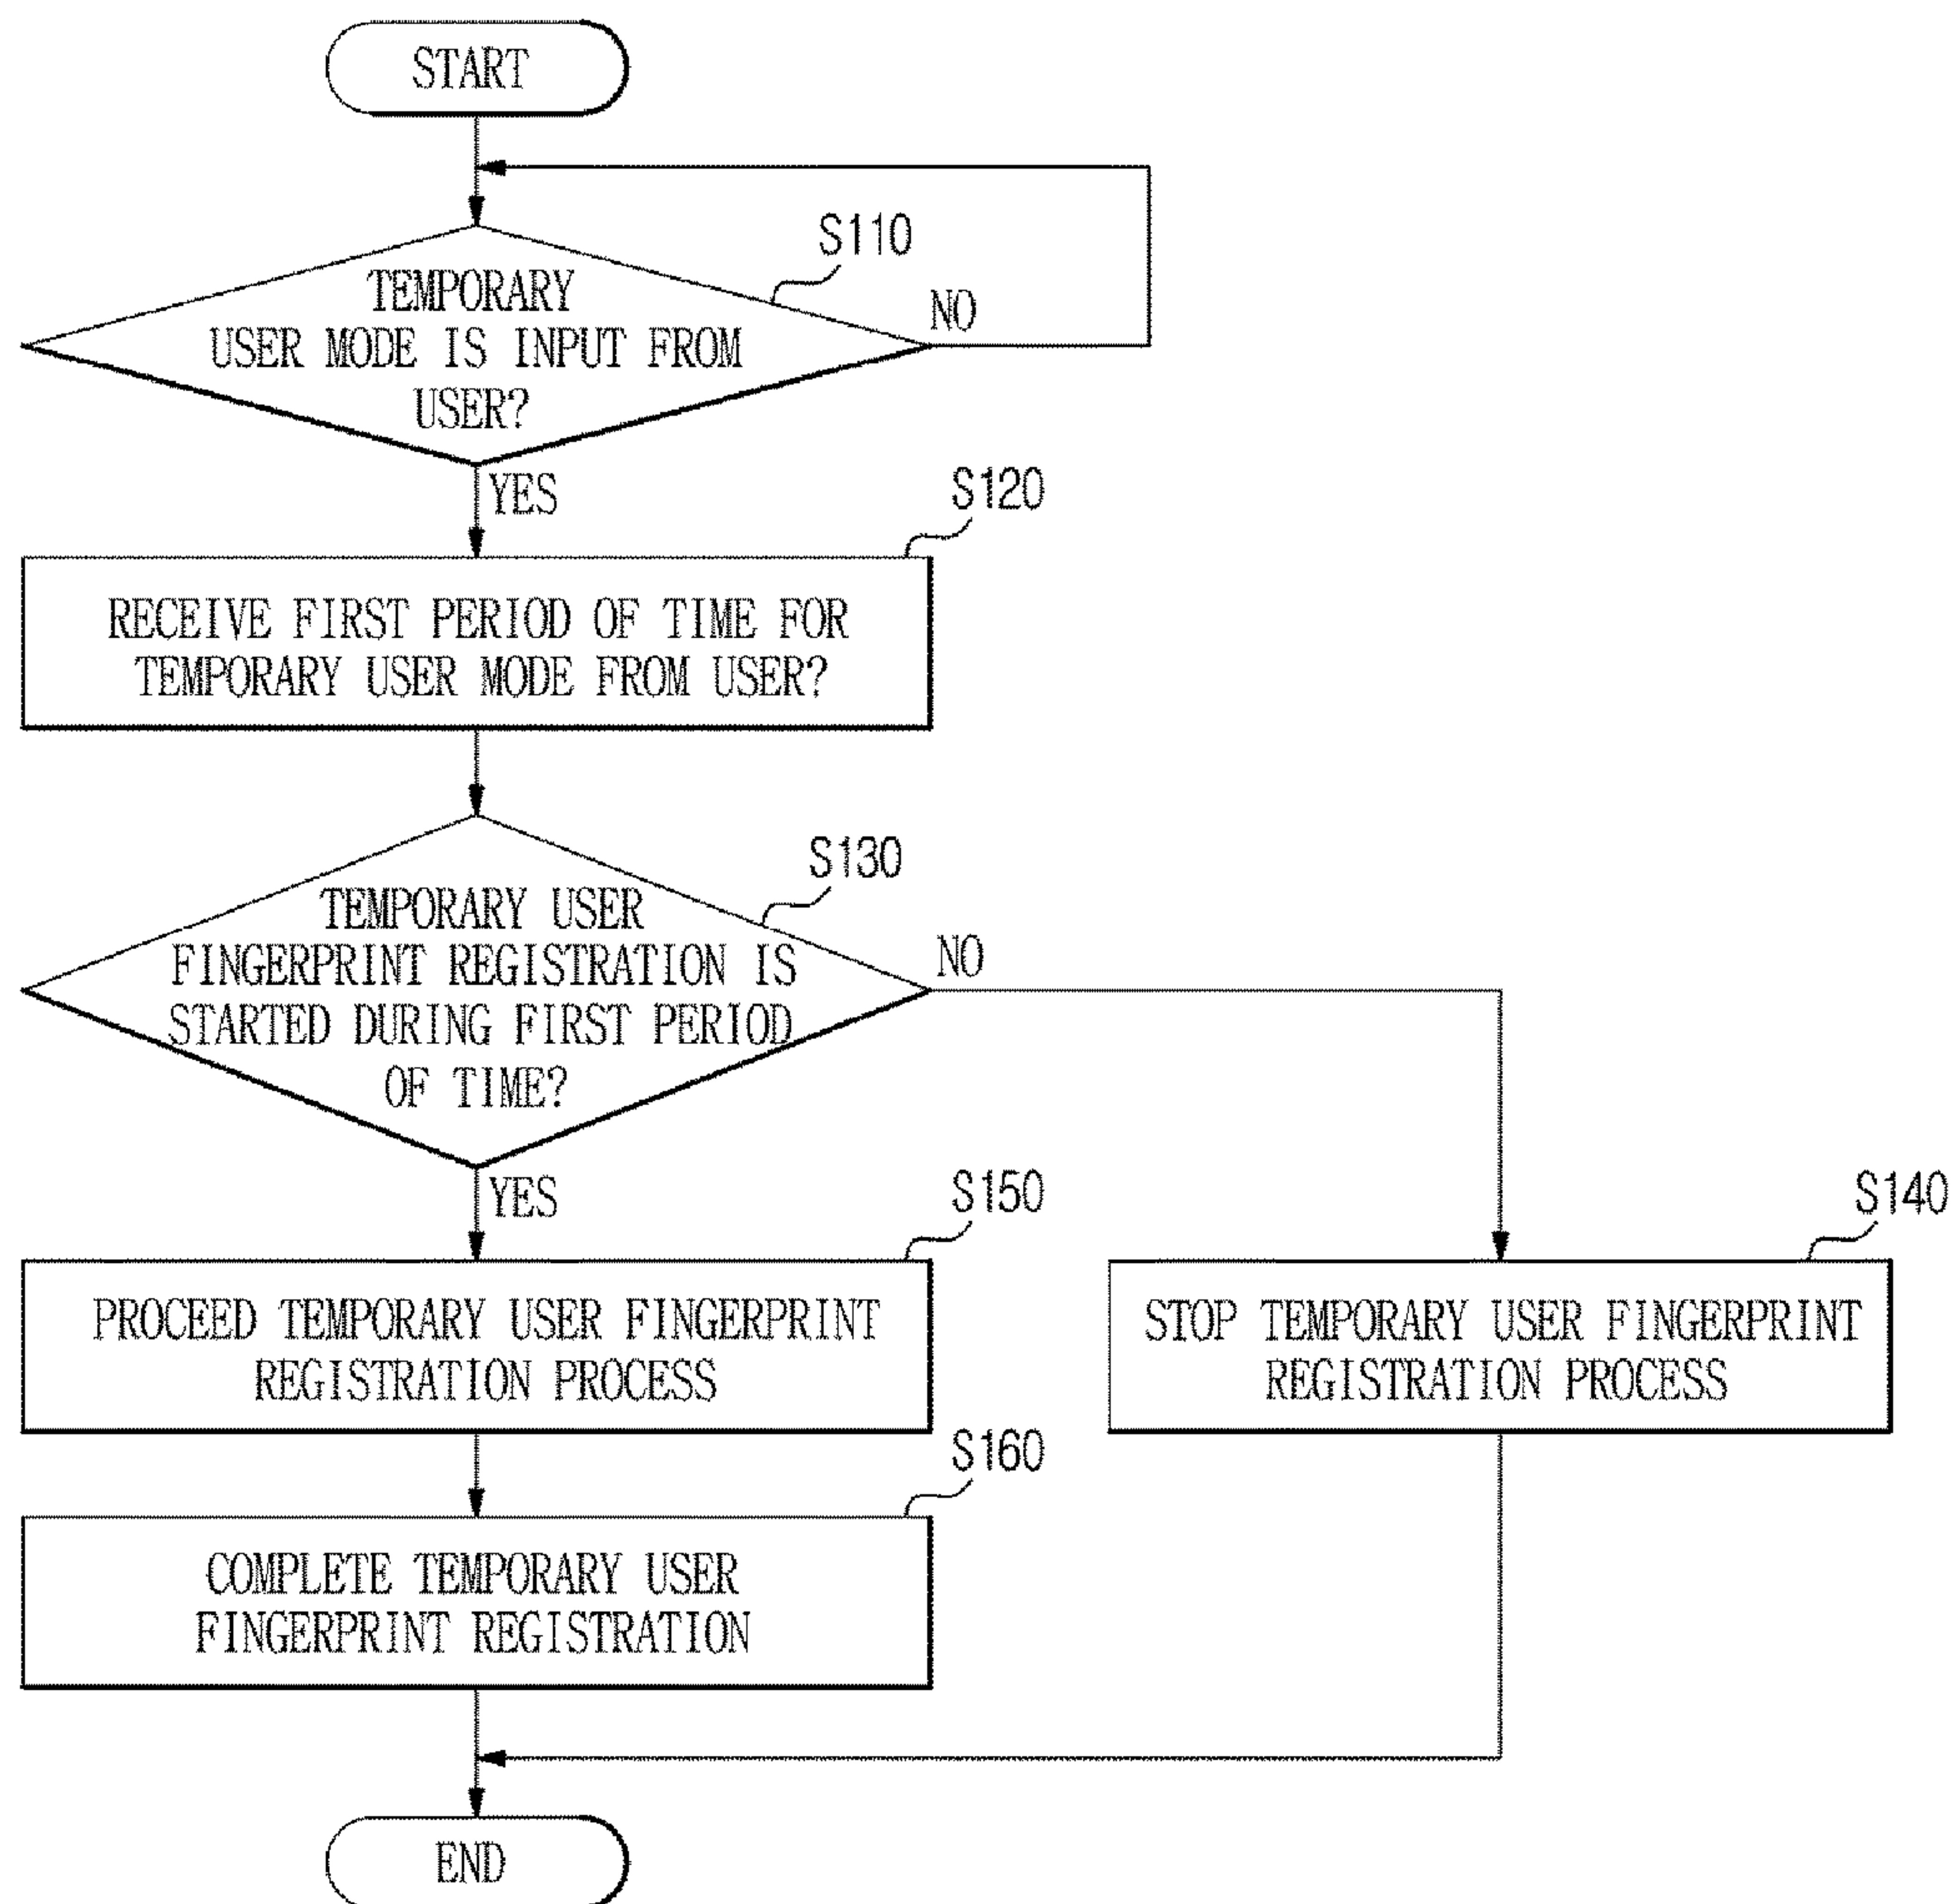 START
S110
TEMPORARY
USER MODE IS INPUT FROM
USER?
NO
YES
S120
RECEIVE FIRST PERIOD OF TIME FOR
TEMPORARY USER MODE FROM USER?
S130
TEMPORARY USER
FINGERPRINT REGISTRATION IS
STARTED DURING FIRST PERIOD
OF TIME?
NO
YES
S150
PROCEED TEMPORARY USER FINGERPRINT
REGISTRATION PROCESS
S140
STOP TEMPORARY USER FINGERPRINT
REGISTRATION PROCESS
S160
COMPLETE TEMPORARY USER
FINGERPRINT REGISTRATION
END